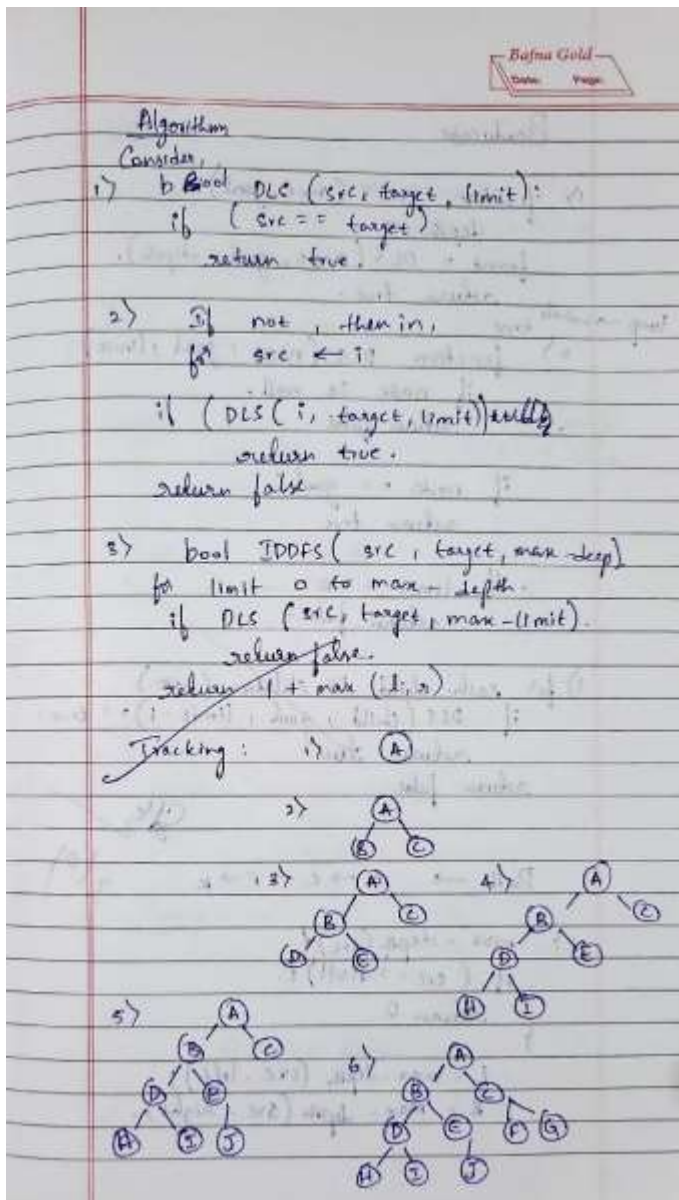 Bafna Gold
Date: Page:
Algorithm
Consider,
1> b Bool DLS (src, target, limit):
if (src == target)
return true.
2> If not, then in,
for src ← i
if (DLS (i, target, limit))
return true.
return false
3> bool IDDFS( src, target, max-deep)
for limit 0 to max-depth.
if DLS (src, target, max-limit).
return false.
return 1 + max (l, r)
Tracking: 1> A
2> A
B C
3> A 4> A
B C B C
D E D E
H I
5> A
B C 6> A
D E B C
H I J D E F G
H I J